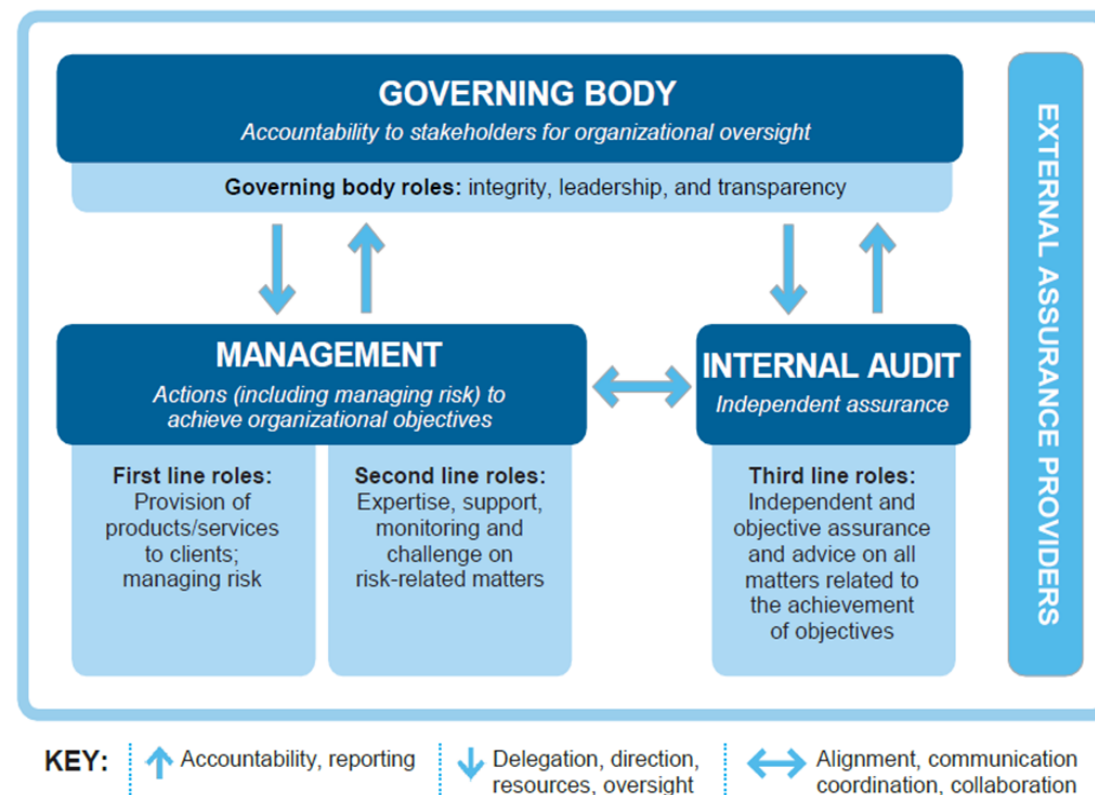 GOVERNING BODY
Accountability to stakeholders for organizational oversight
Governing body roles: integrity, leadership, and transparency
MANAGEMENT
Actions (including managing risk) to
achieve organizational objectives
First line roles:
Provision of
products/services
to clients;
managing risk
Second line roles:
Expertise, support,
monitoring and
challenge on
risk-related matters
INTERNAL AUDIT
Independent assurance
Third line roles:
Independent and
objective assurance
and advice on all
matters related to
the achievement
of objectives
EXTERNAL ASSURANCE PROVIDERS
KEY:
Accountability, reporting
Delegation, direction,
resources, oversight
Alignment, communication
coordination, collaboration